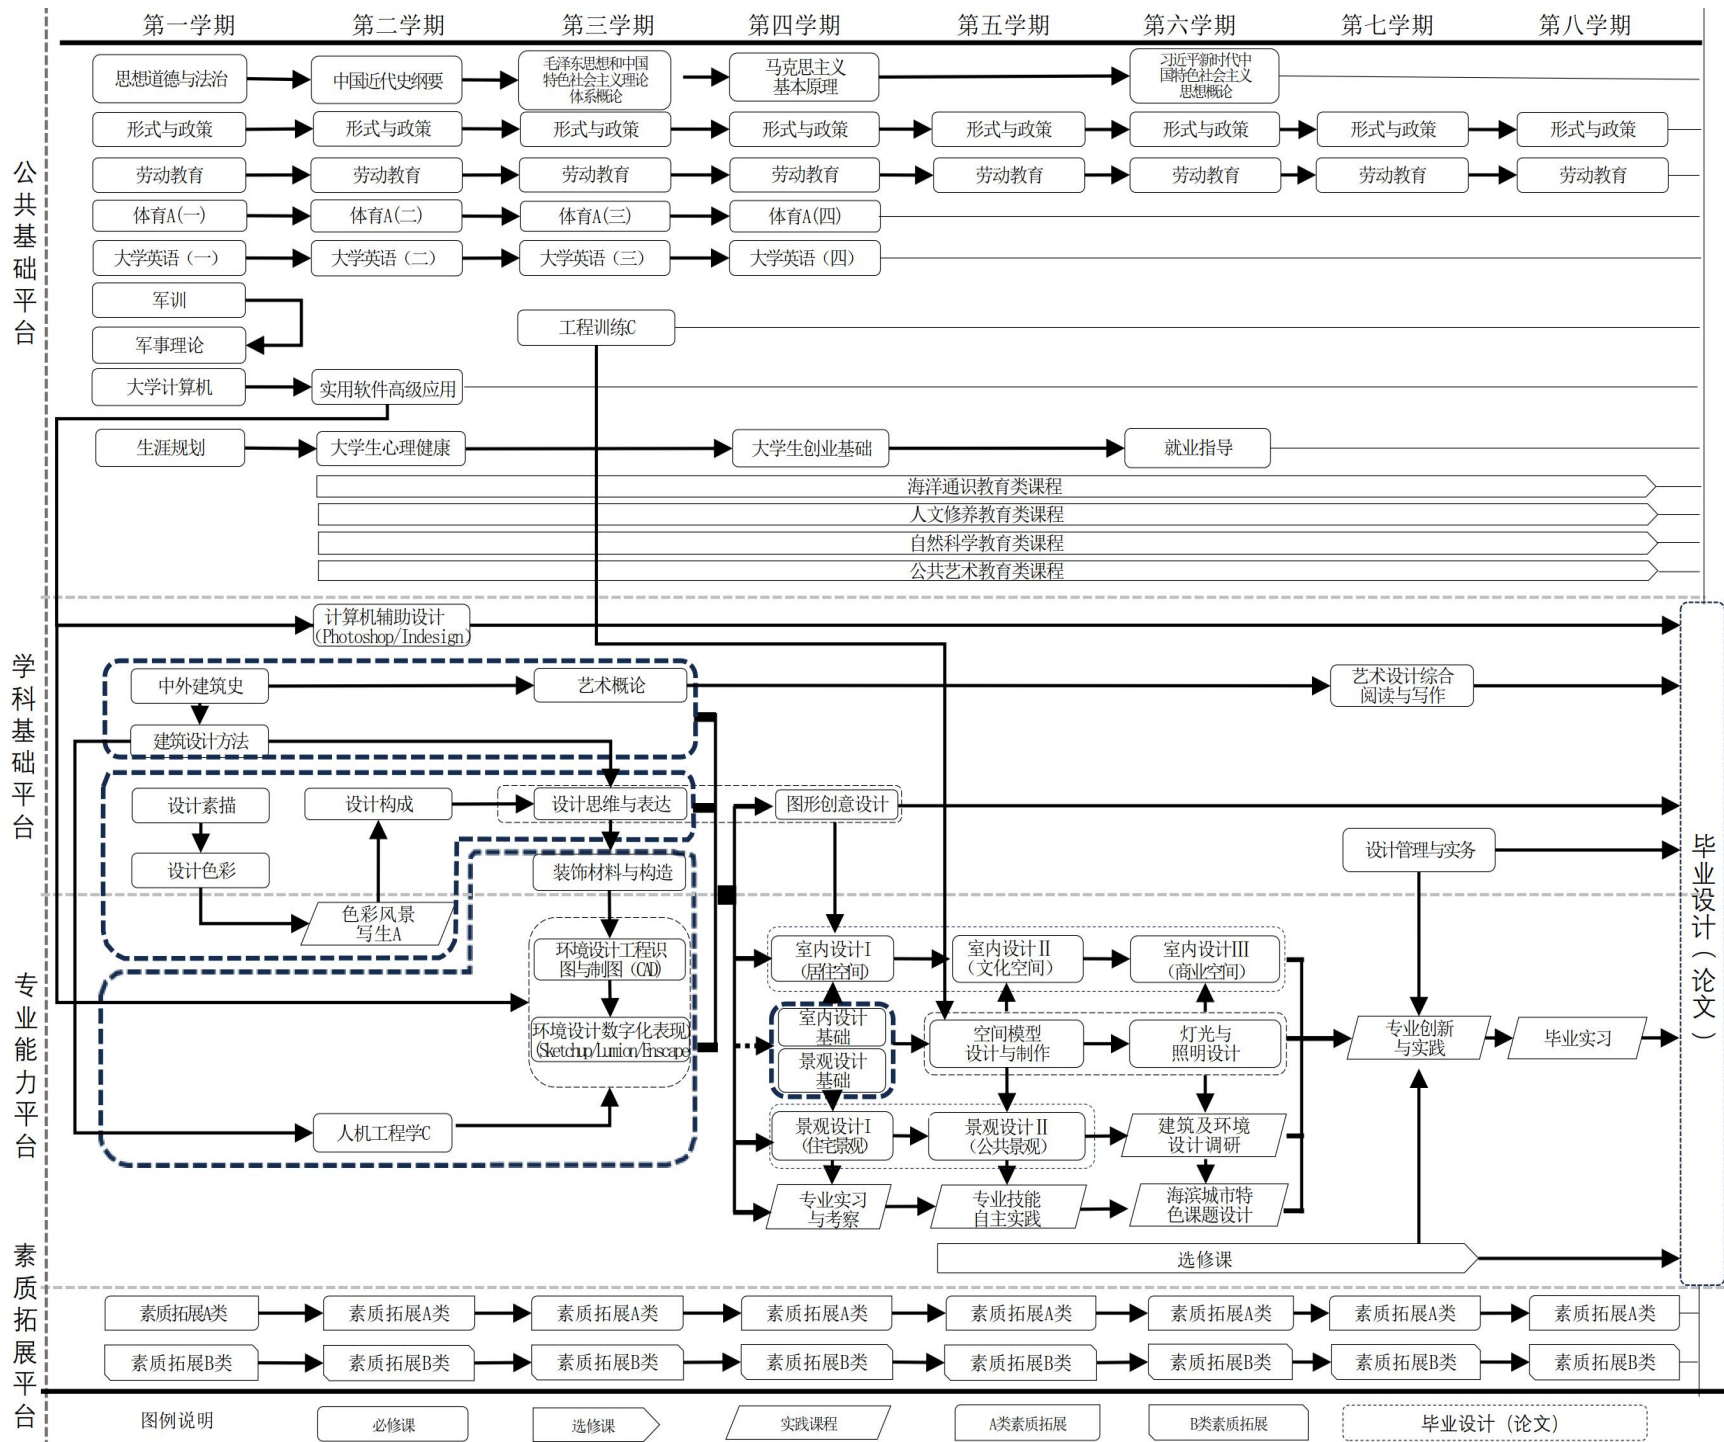 第一学期 第二学期 第三学期 第四学期 第五学期 第六学期 第七学期 第八学期
公共基础平台
思想道德与法治
中国近代史纲要
毛泽东思想和中国
特色社会主义理论
体系概论
马克思主义
基本原理
习近平新时代中
国特色社会主义
思想概论
形式与政策 形式与政策 形式与政策 形式与政策 形式与政策 形式与政策 形式与政策 形式与政策
劳动教育 劳动教育 劳动教育 劳动教育 劳动教育 劳动教育 劳动教育 劳动教育
体育A(一) 体育A(二) 体育A(三) 体育A(四)
大学英语（一） 大学英语（二） 大学英语（三） 大学英语（四）
军训
工程训练C
军事理论
大学计算机 实用软件高级应用
生涯规划 大学生心理健康 大学生创业基础 就业指导
海洋通识教育类课程
人文修养教育类课程
自然科学教育类课程
公共艺术教育类课程
学科基础平台
计算机辅助设计
(Photoshop/Indesign)
中外建筑史 艺术概论
艺术设计综合
阅读与写作
建筑设计方法
设计素描 设计构成 设计思维与表达 图形创意设计
设计色彩 装饰材料与构造 设计管理与实务
毕业设计（论文）
专业能力平台
色彩风景
写生A
环境设计工程识
图与制图（CAD）
室内设计I
(居住空间)
室内设计Ⅱ
（文化空间）
室内设计Ⅲ
（商业空间）
环境设计数字化表现
(Sketchup/Lumion/Enscape
室内设计
基础
景观设计
基础
空间模型
设计与制作
灯光与
照明设计
专业创新
与实践
毕业实习
人机工程学C
景观设计I
(住宅景观)
景观设计Ⅱ
（公共景观）
建筑及环境
设计调研
专业实习
与考察
专业技能
自主实践
海滨城市特
色课题设计
选修课
素质拓展平台
素质拓展A类 素质拓展A类 素质拓展A类 素质拓展A类 素质拓展A类 素质拓展A类 素质拓展A类 素质拓展A类
素质拓展B类 素质拓展B类 素质拓展B类 素质拓展B类 素质拓展B类 素质拓展B类 素质拓展B类 素质拓展B类
图例说明 必修课 选修课 实践课程 A类素质拓展 B类素质拓展 毕业设计（论文）